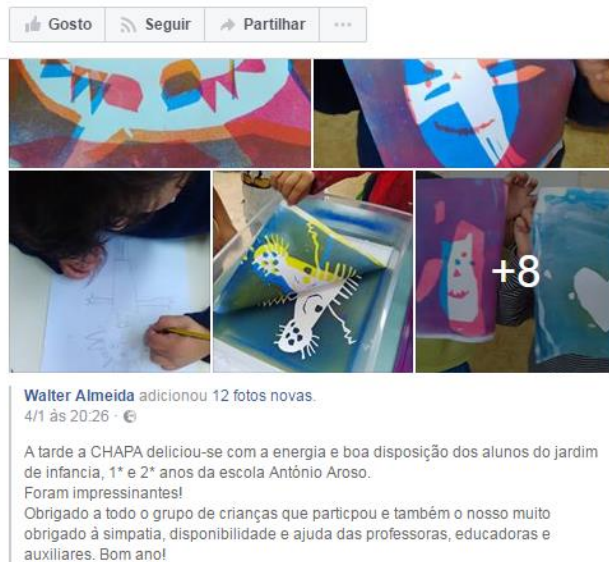 Gosto Seguir Partilhar ...
+8
Walter Almeida adicionou 12 fotos novas.
4/1 às 20:26 ·
A tarde a CHAPA deliciou-se com a energia e boa disposição dos alunos do jardim
de infancia, 1* e 2* anos da escola António Aroso.
Foram impressinantes!
Obrigado a todo o grupo de crianças que particpou e também o nosso muito
obrigado à simpatia, disponibilidade e ajuda das professoras, educadoras e
auxiliares. Bom ano!